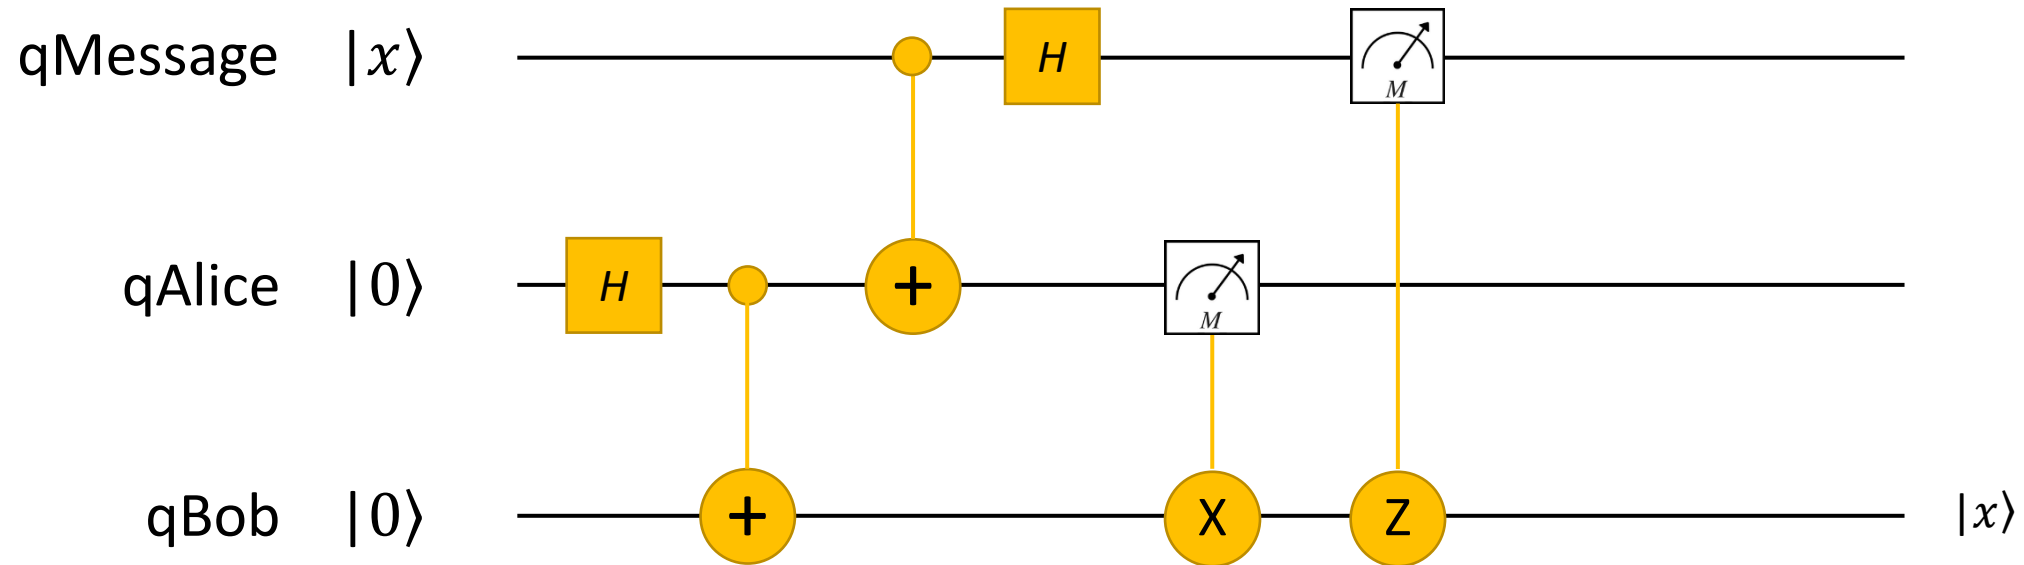 qMessage |x⟩ H M
qAlice |0⟩ H + M
qBob |0⟩ + X Z |x⟩